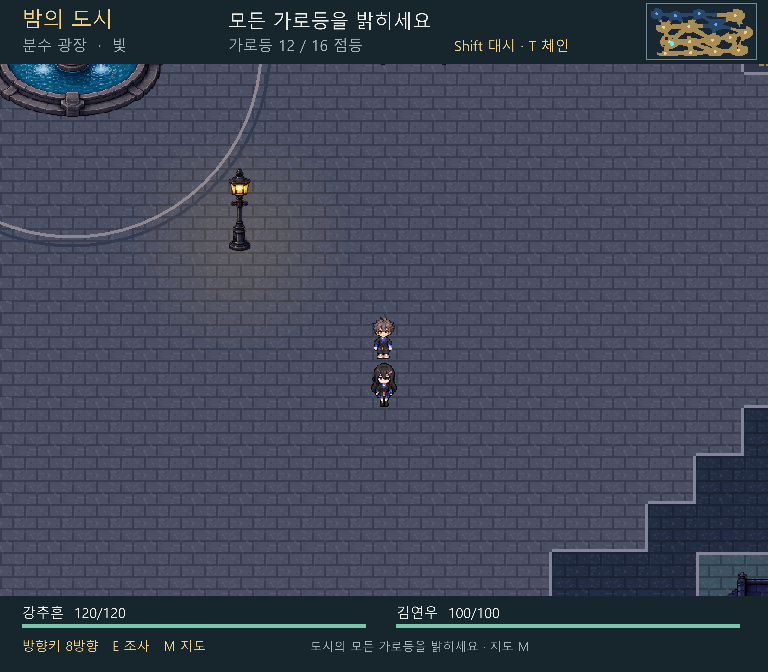 밤의 도시
분수 광장 · 빛
모든 가로등을 밝히세요
가로등 12 / 16 점등
Shift 대시 · T 체인
강추훈 120/120
김연우 100/100
방향키 8방향 E 조사 M 지도
도시의 모든 가로등을 밝히세요 · 지도 M